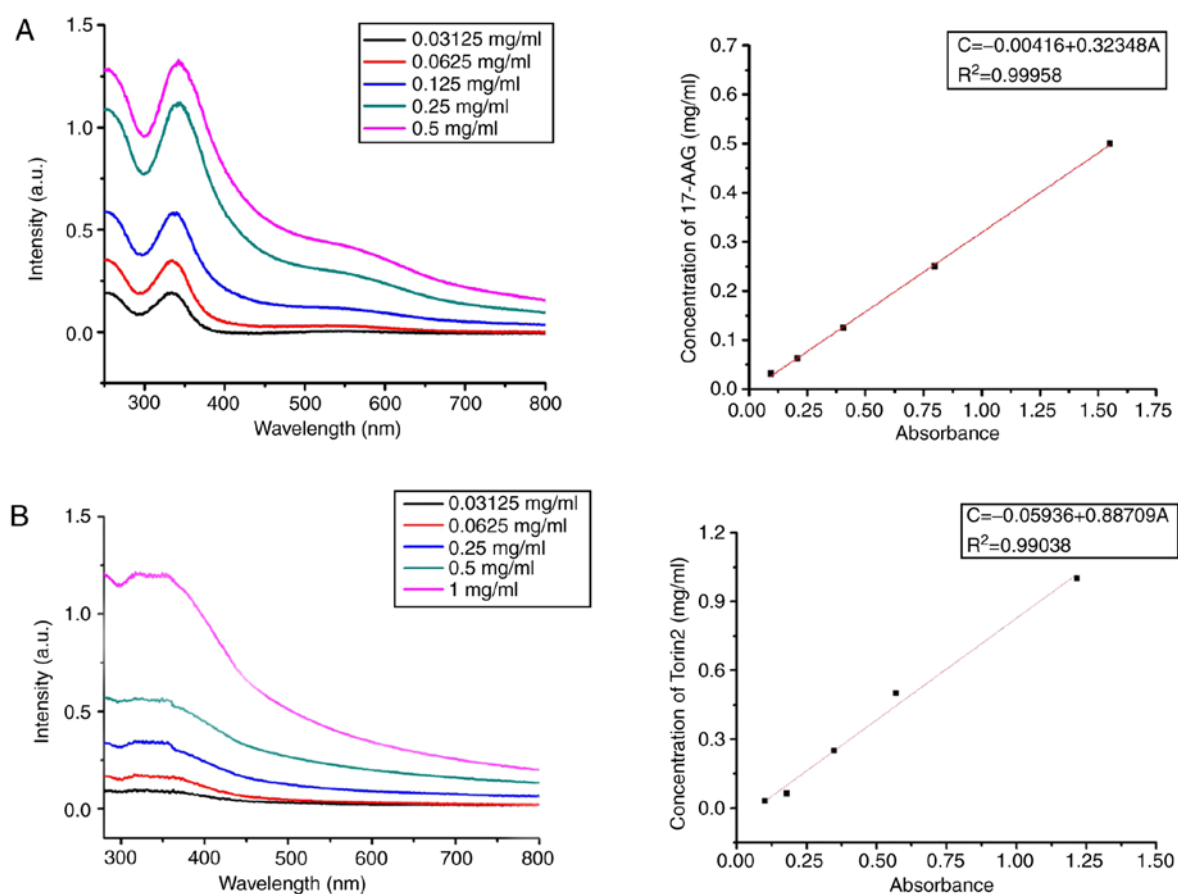 A
1.5
1.0
0.5
0.0
Intensity (a.u.)
300 400 500 600 700 800
Wavelength (nm)
0.03125 mg/ml
0.0625 mg/ml
0.125 mg/ml
0.25 mg/ml
0.5 mg/ml
0.7
0.6
0.5
0.4
0.3
0.2
0.1
0.0
Concentration of 17-AAG (mg/ml)
0.00 0.25 0.50 0.75 1.00 1.25 1.50 1.75
Absorbance
C=−0.00416+0.32348A
R²=0.99958
B
1.5
1.0
0.5
0.0
Intensity (a.u.)
300 400 500 600 700 800
Wavelength (nm)
0.03125 mg/ml
0.0625 mg/ml
0.25 mg/ml
0.5 mg/ml
1 mg/ml
1.2
0.9
0.6
0.3
0.0
Concentration of Torin2 (mg/ml)
0.00 0.25 0.50 0.75 1.00 1.25 1.50
Absorbance
C=−0.05936+0.88709A
R²=0.99038